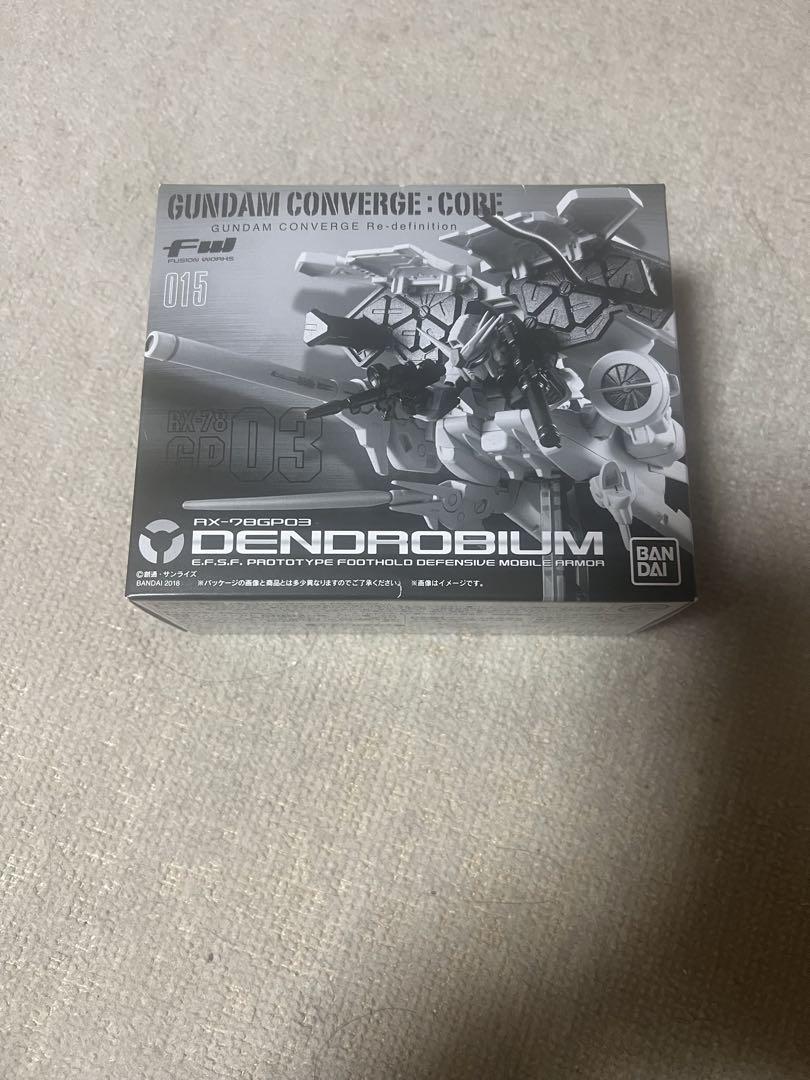 GUNDAM CONVERGE : CORE
GUNDAM CONVERGE Re-definition
FW
FUSION WORKS
015
RX-78
GP03
RX-78GP03
DENDROBIUM
E.F.S.F. PROTOTYPE FOOTHOLD DEFENSIVE MOBILE ARMOR
©創通・サンライズ
BANDAI 2018 ※パッケージの画像と商品とは多少異なりますのでご了承ください。 ※画像はイメージです。
BAN
DAI